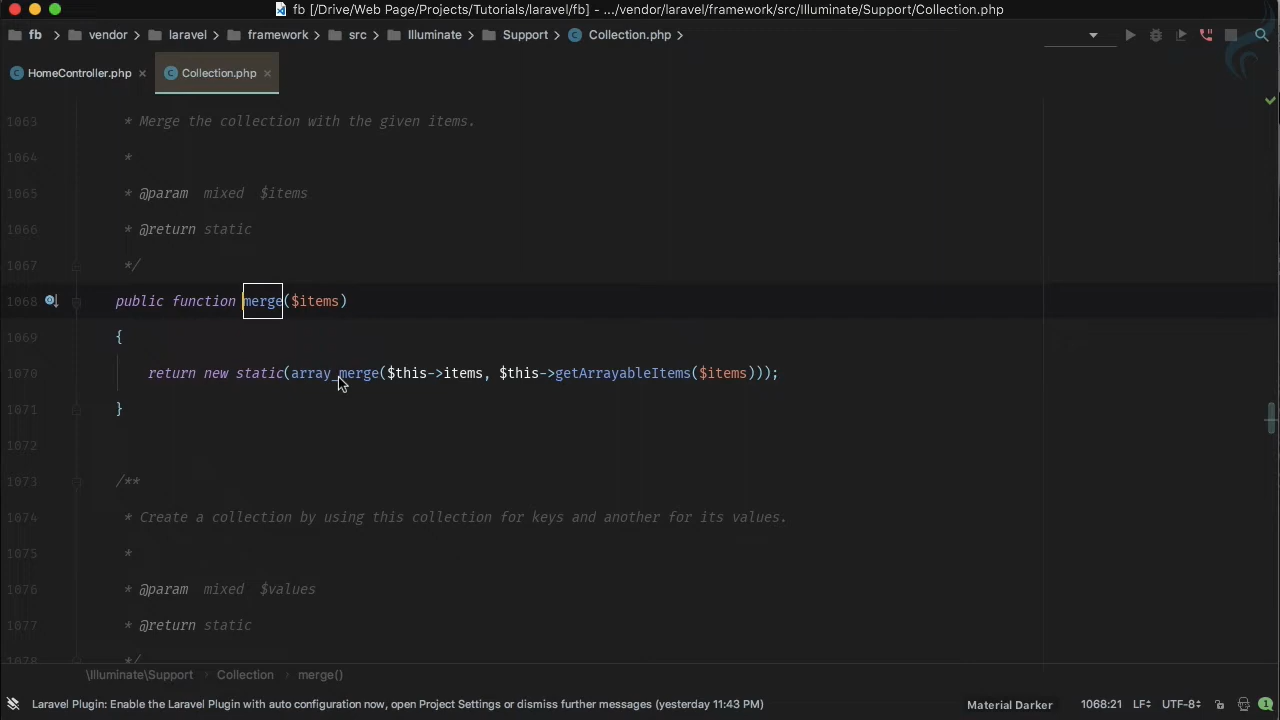 fb [/Drive/Web Page/Projects/Tutorials/laravel/fb] - .../vendor/laravel/framework/src/Illuminate/Support/Collection.php
fb > vendor > laravel > framework > src > Illuminate > Support > Collection.php >
HomeController.php × Collection.php ×
1063 * Merge the collection with the given items.
1064 *
1065 * @param mixed $items
1066 * @return static
1067 */
1068 public function merge($items)
1069 {
1070 return new static(array_merge($this->items, $this->getArrayableItems($items)));
1071 }
1072
1073 /**
1074 * Create a collection by using this collection for keys and another for its values.
1075 *
1076 * @param mixed $values
1077 * @return static
1078 */
\Illuminate\Support > Collection > merge()
Laravel Plugin: Enable the Laravel Plugin with auto configuration now, open Project Settings or dismiss further messages (yesterday 11:43 PM) Material Darker 1068:21 LF UTF-8 1